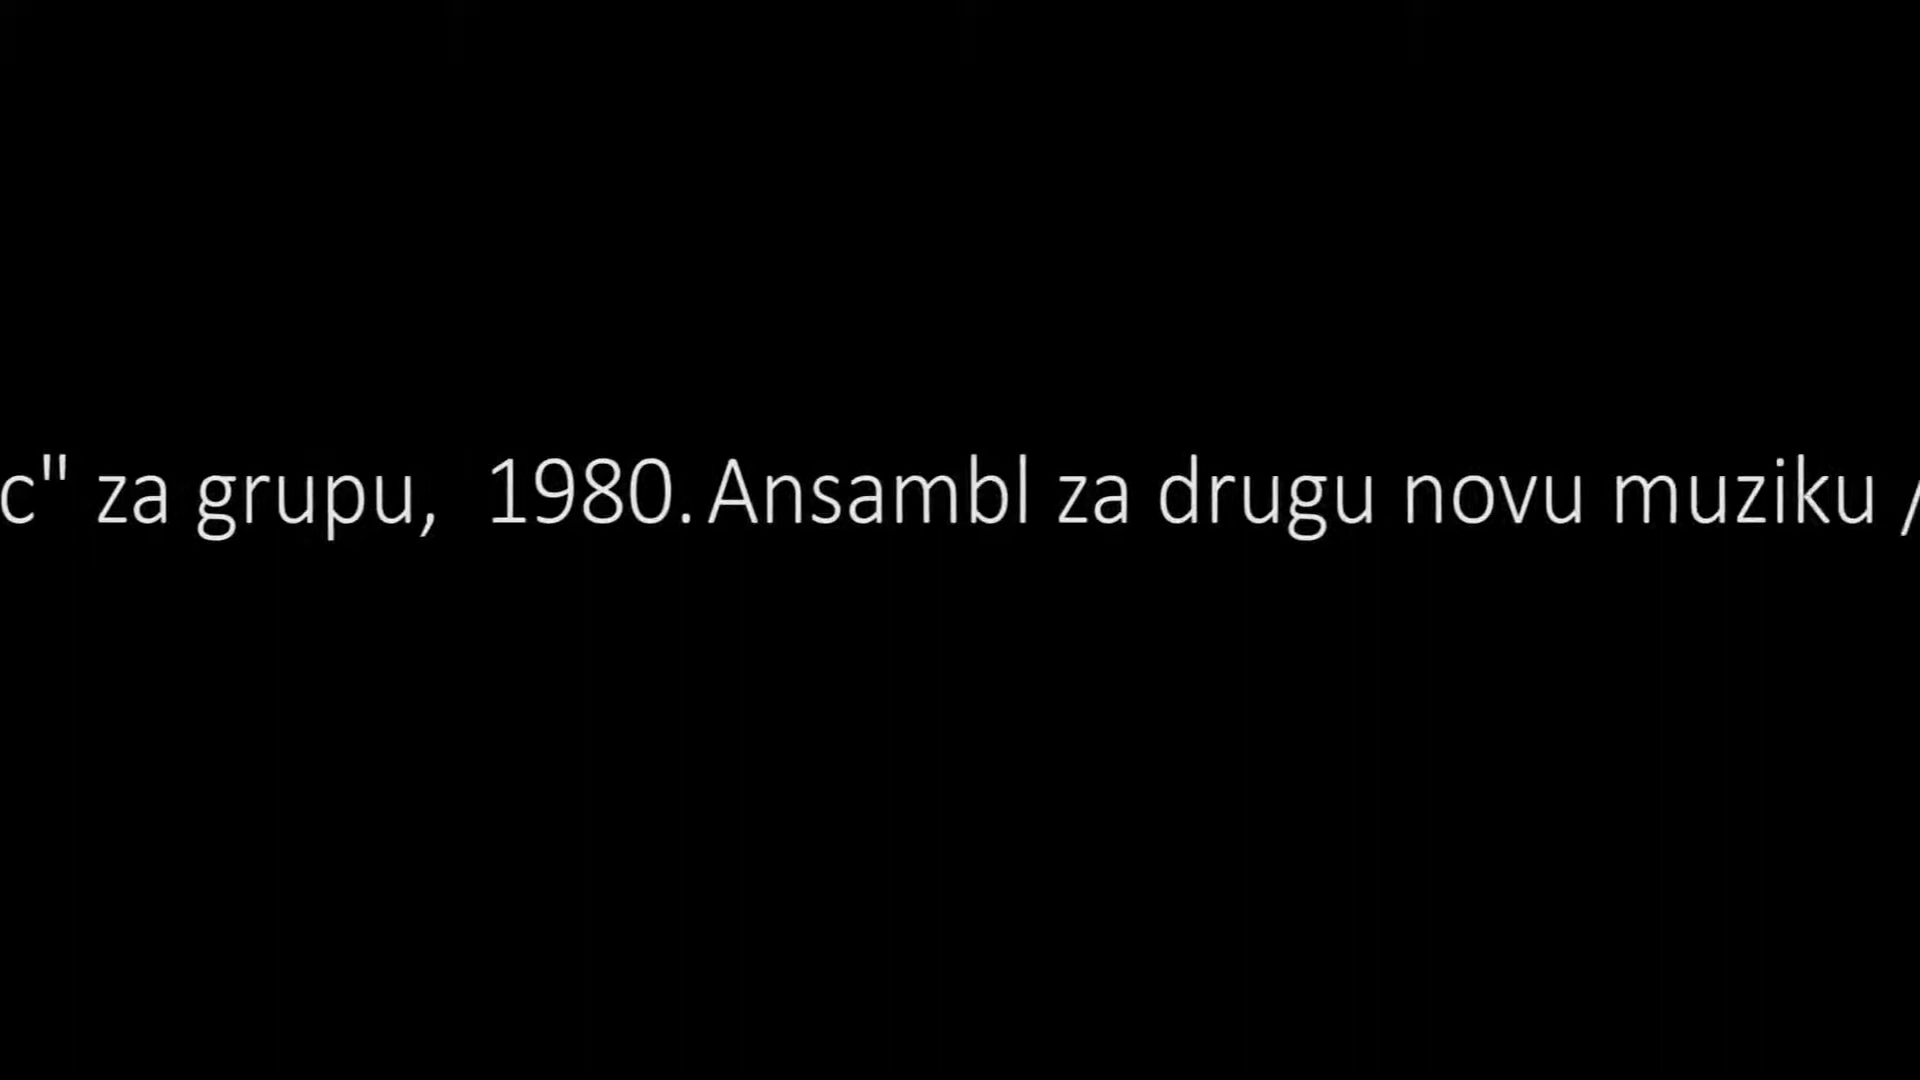 c" za grupu, 1980. Ansambl za drugu novu muziku /